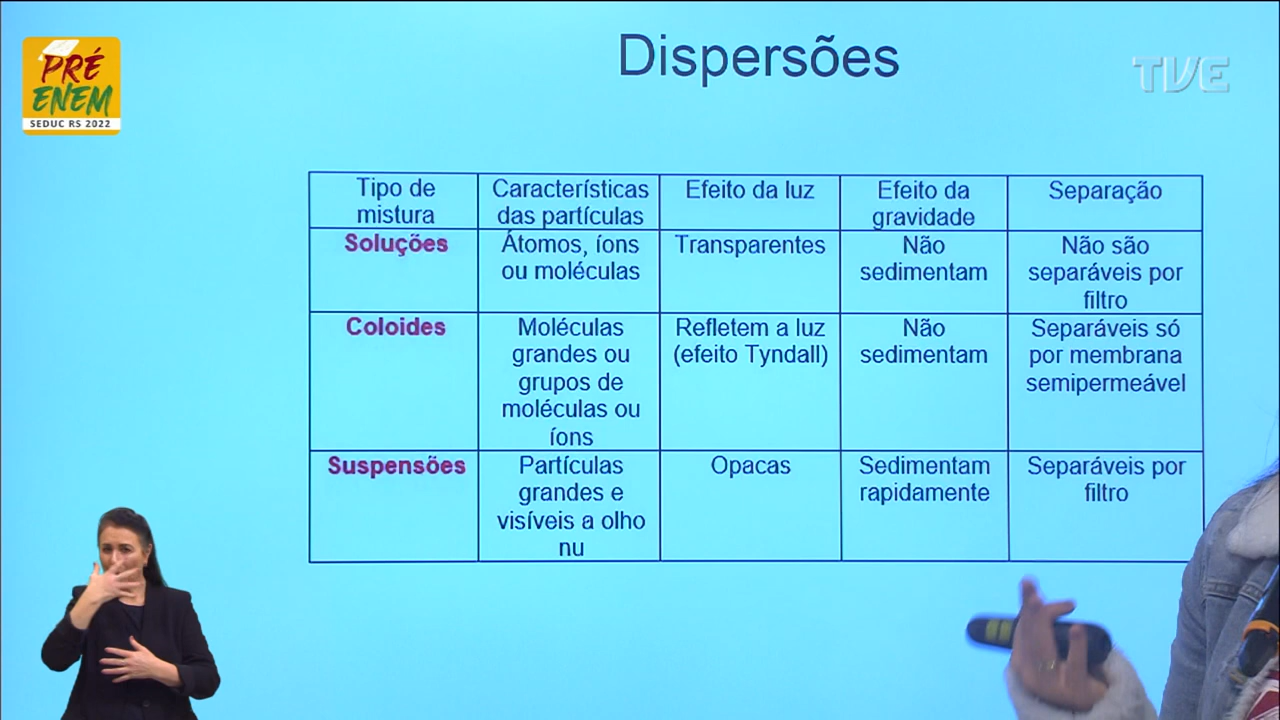 Dispersões
PRÉ
ENEM
SEDUC RS 2022
TVE
Tipo de
mistura
Características
das partículas
Efeito da luz
Efeito da
gravidade
Separação
Soluções
Átomos, íons
ou moléculas
Transparentes
Não
sedimentam
Não são
separáveis por
filtro
Coloides
Moléculas
grandes ou
grupos de
moléculas ou
íons
Refletem a luz
(efeito Tyndall)
Não
sedimentam
Separáveis só
por membrana
semipermeável
Suspensões
Partículas
grandes e
visíveis a olho
nu
Opacas
Sedimentam
rapidamente
Separáveis por
filtro